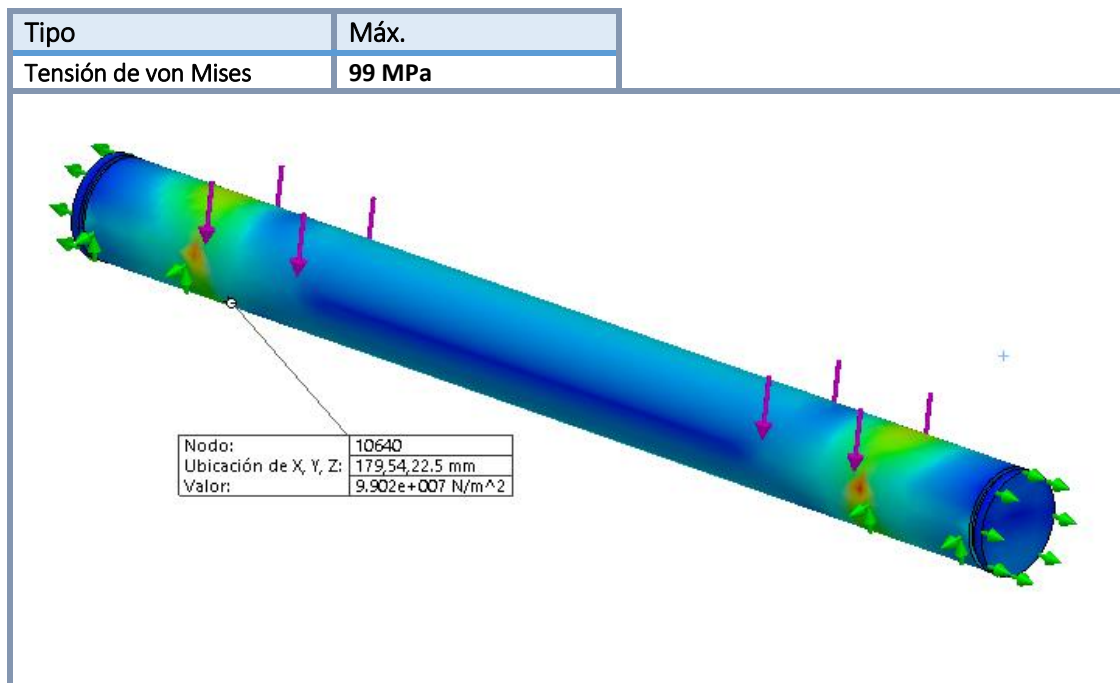 Tipo Máx.
Tensión de von Mises 99 MPa
Nodo: 10640
Ubicación de X, Y, Z: 179,54,22.5 mm
Valor: 9.902e+007 N/m^2